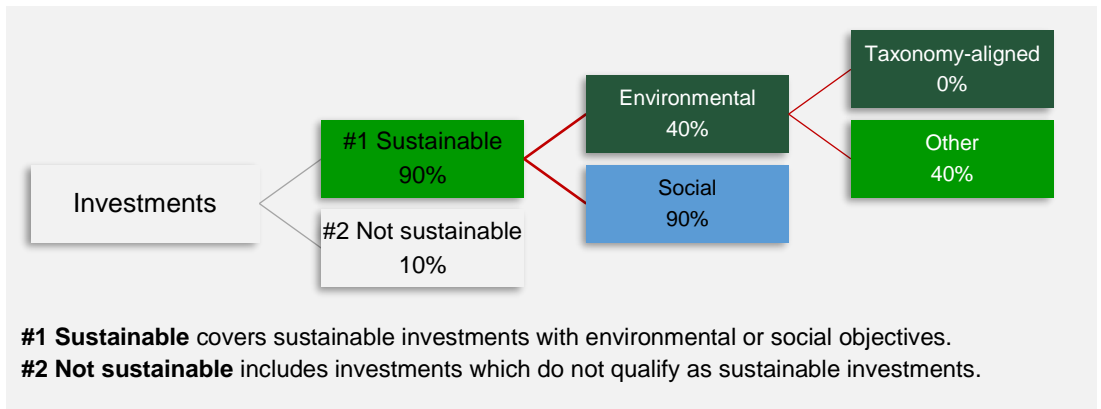 Investments
#1 Sustainable
90%
#2 Not sustainable
10%
Environmental
40%
Social
90%
Taxonomy-aligned
0%
Other
40%
#1 Sustainable covers sustainable investments with environmental or social objectives.
#2 Not sustainable includes investments which do not qualify as sustainable investments.